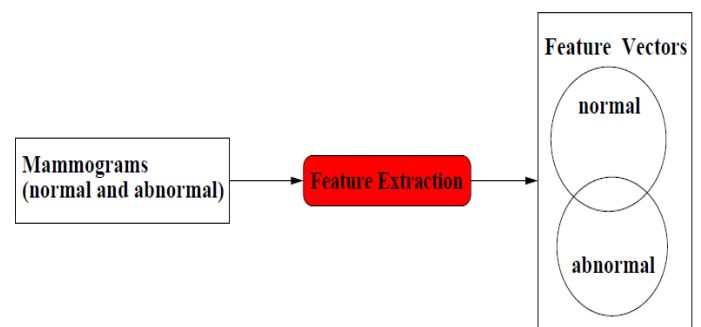 Mammograms
(normal and abnormal)
Feature Extraction
Feature Vectors
normal
abnormal